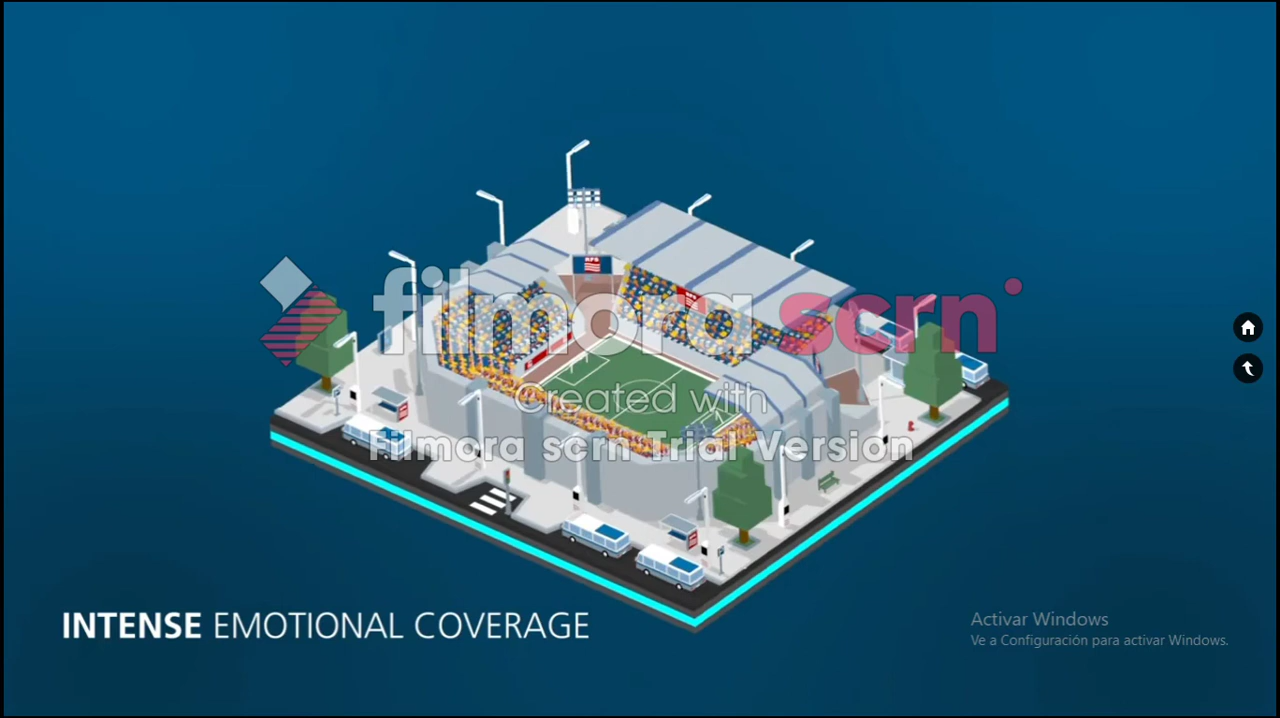 filmora scrn
Created with
Filmora scrn Trial Version
INTENSE EMOTIONAL COVERAGE
Activar Windows
Ve a Configuración para activar Windows.